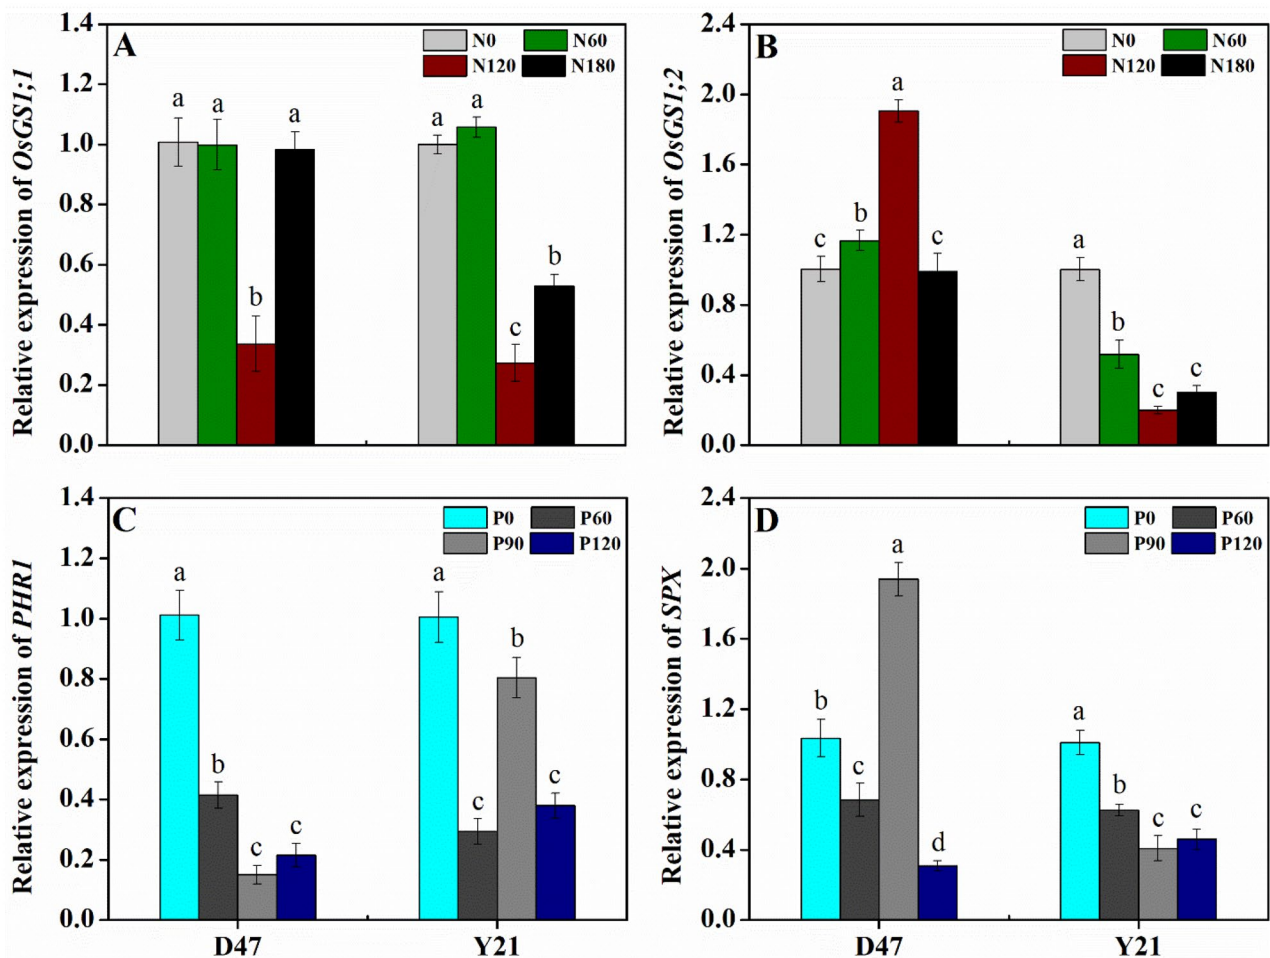 A
N0 N60
N120 N180
Relative expression of OsGS1;1
1.4
1.2
1.0
0.8
0.6
0.4
0.2
0.0
a a b a
a a c b
B
N0 N60
N120 N180
Relative expression of OsGS1;2
2.4
2.0
1.6
1.2
0.8
0.4
0.0
c b a c
a b c c
C
P0 P60
P90 P120
Relative expression of PHR1
1.4
1.2
1.0
0.8
0.6
0.4
0.2
0.0
a b c c
a c b c
D47 Y21
D
P0 P60
P90 P120
Relative expression of SPX
2.4
2.0
1.6
1.2
0.8
0.4
0.0
b c a d
a b c c
D47 Y21